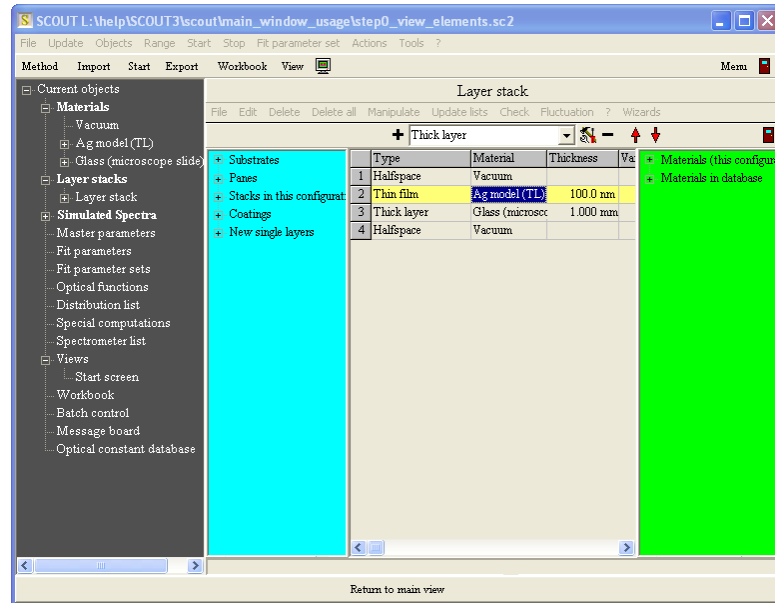 SCOUT L:\help\SCOUT3\scout\main_window_usage\step0_view_elements.sc2
File Update Objects Range Start Stop Fit parameter set Actions Tools ?
Method Import Start Export Workbook View Menu
Current objects
Materials
Vacuum
Ag model (TL)
Glass (microscope slide)
Layer stacks
Layer stack
Simulated Spectra
Master parameters
Fit parameters
Fit parameter sets
Optical functions
Distribution list
Special computations
Spectrometer list
Views
Start screen
Workbook
Batch control
Message board
Optical constant database
Layer stack
File Edit Delete Delete all Manipulate Update lists Check Fluctuation ? Wizards
Thick layer
Substrates
Panes
Stacks in this configurat
Coatings
New single layers
Type Material Thickness Va
1 Halfspace Vacuum
2 Thin film Ag model (TL) 100.0 nm
3 Thick layer Glass (microsco 1.000 mm
4 Halfspace Vacuum
Materials (this configur
Materials in database
Return to main view